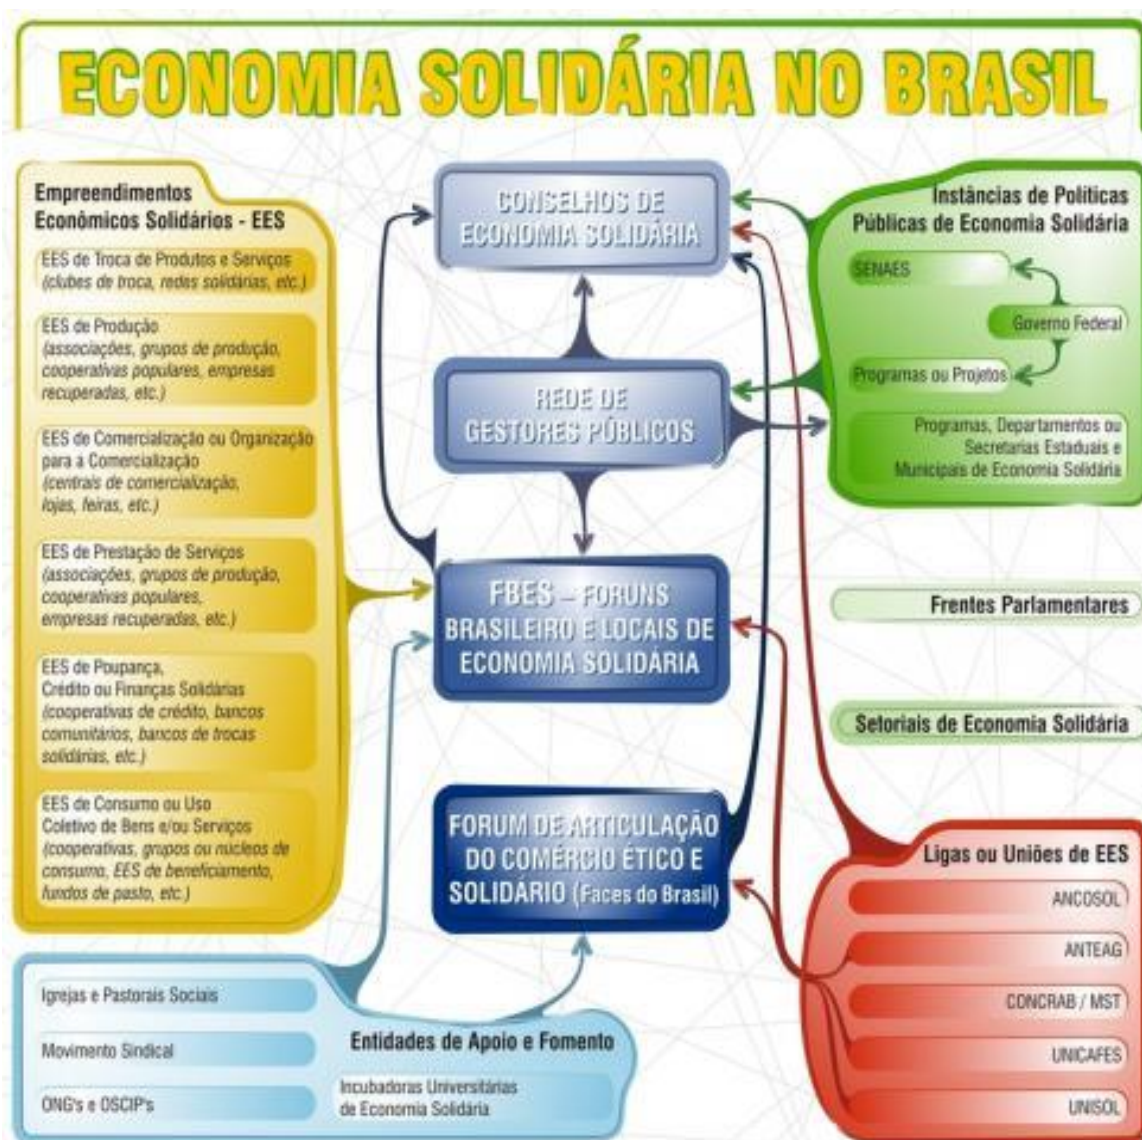 ECONOMIA SOLIDÁRIA NO BRASIL
Empreendimentos
Econômicos Solidários - EES
EES de Troca de Produtos e Serviços
(clubes de troca, redes solidárias, etc.)
EES de Produção
(associações, grupos de produção,
cooperativas populares, empresas
recuperadas, etc.)
EES de Comercialização ou Organização
para a Comercialização
(centrais de comercialização,
lojas, feiras, etc.)
EES de Prestação de Serviços
(associações, grupos de produção,
cooperativas populares,
empresas recuperadas, etc.)
EES de Poupança,
Crédito ou Finanças Solidárias
(cooperativas de crédito, bancos
comunitários, bancos de trocas
solidárias, etc.)
EES de Consumo ou Uso
Coletivo de Bens e/ou Serviços
(cooperativas, grupos ou núcleos de
consumo, EES de beneficiamento,
fundos de pasto, etc.)
CONSELHOS DE
ECONOMIA SOLIDÁRIA
REDE DE
GESTORES PÚBLICOS
FBES – FORUNS
BRASILEIRO E LOCAIS DE
ECONOMIA SOLIDÁRIA
FORUM DE ARTICULAÇÃO
DO COMÉRCIO ÉTICO E
SOLIDÁRIO (Faces do Brasil)
Instâncias de Políticas
Públicas de Economia Solidária
SENAES
Governo Federal
Programas ou Projetos
Programas, Departamentos ou
Secretarias Estaduais e
Municipais de Economia Solidária
Frentes Parlamentares
Setoriais de Economia Solidária
Ligas ou Uniões de EES
ANCOSOL
ANTEAG
CONCRAB / MST
UNICAFES
UNISOL
Igrejas e Pastorais Sociais
Movimento Sindical
ONG's e OSCIP's
Entidades de Apoio e Fomento
Incubadoras Universitárias
de Economia Solidária